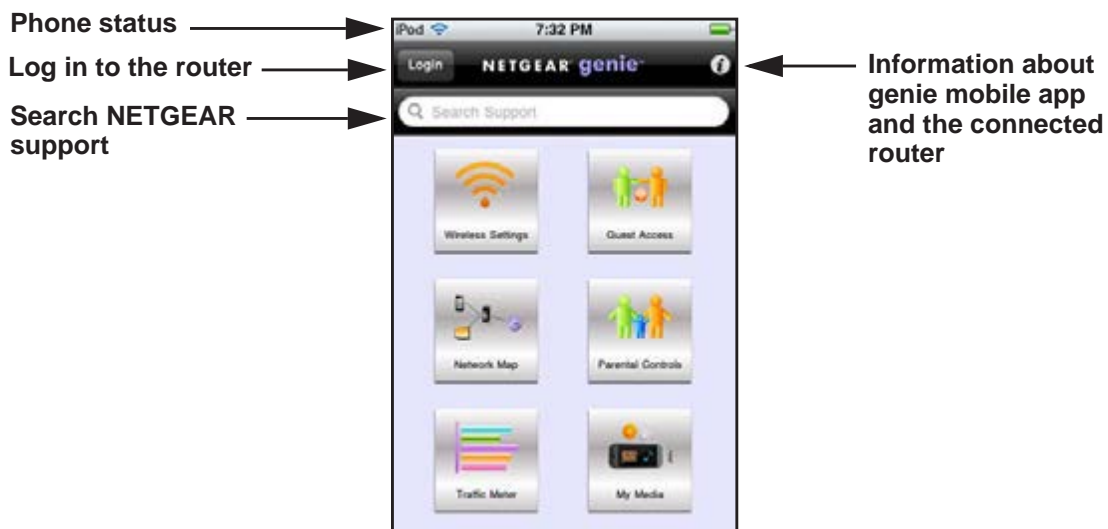 Phone status
Log in to the router
Search NETGEAR
support
iPod 7:32 PM
Login NETGEAR genie
Search Support
Wireless Settings Guest Access
Network Map Parental Controls
Traffic Meter My Media
Information about
genie mobile app
and the connected
router